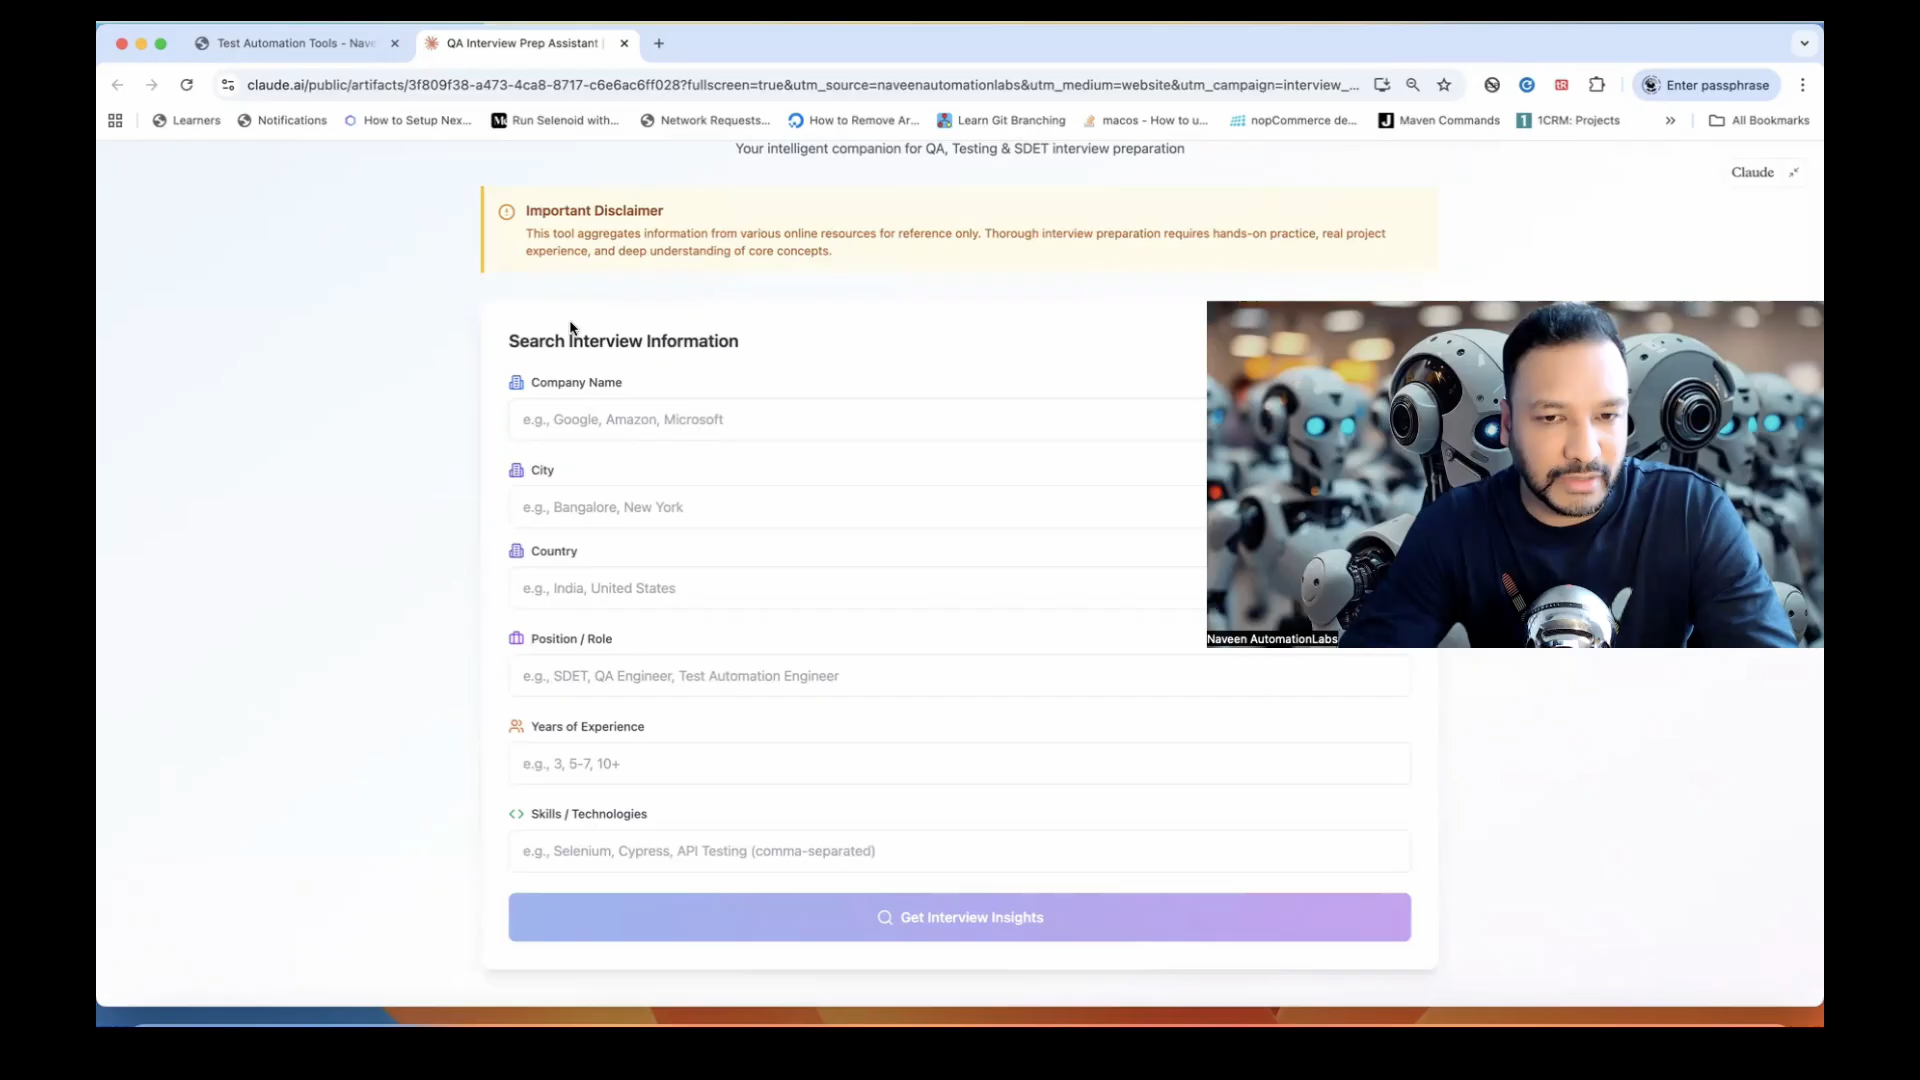 Test Automation Tools - Nave
QA Interview Prep Assistant |
claude.ai/public/artifacts/3f809f38-a473-4ca8-8717-c6e6ac6ff028?fullscreen=true&utm_source=naveenautomationlabs&utm_medium=website&utm_campaign=interview_...
Enter passphrase
Learners
Notifications
How to Setup Nex...
Run Selenoid with...
Network Requests...
How to Remove Ar...
Learn Git Branching
macos - How to u...
nopCommerce de...
Maven Commands
1CRM: Projects
All Bookmarks
Your intelligent companion for QA, Testing & SDET interview preparation
Claude
Important Disclaimer
This tool aggregates information from various online resources for reference only. Thorough interview preparation requires hands-on practice, real project
experience, and deep understanding of core concepts.
Search Interview Information
Company Name
e.g., Google, Amazon, Microsoft
City
e.g., Bangalore, New York
Country
e.g., India, United States
Naveen AutomationLabs
Position / Role
e.g., SDET, QA Engineer, Test Automation Engineer
Years of Experience
e.g., 3, 5-7, 10+
Skills / Technologies
e.g., Selenium, Cypress, API Testing (comma-separated)
Get Interview Insights